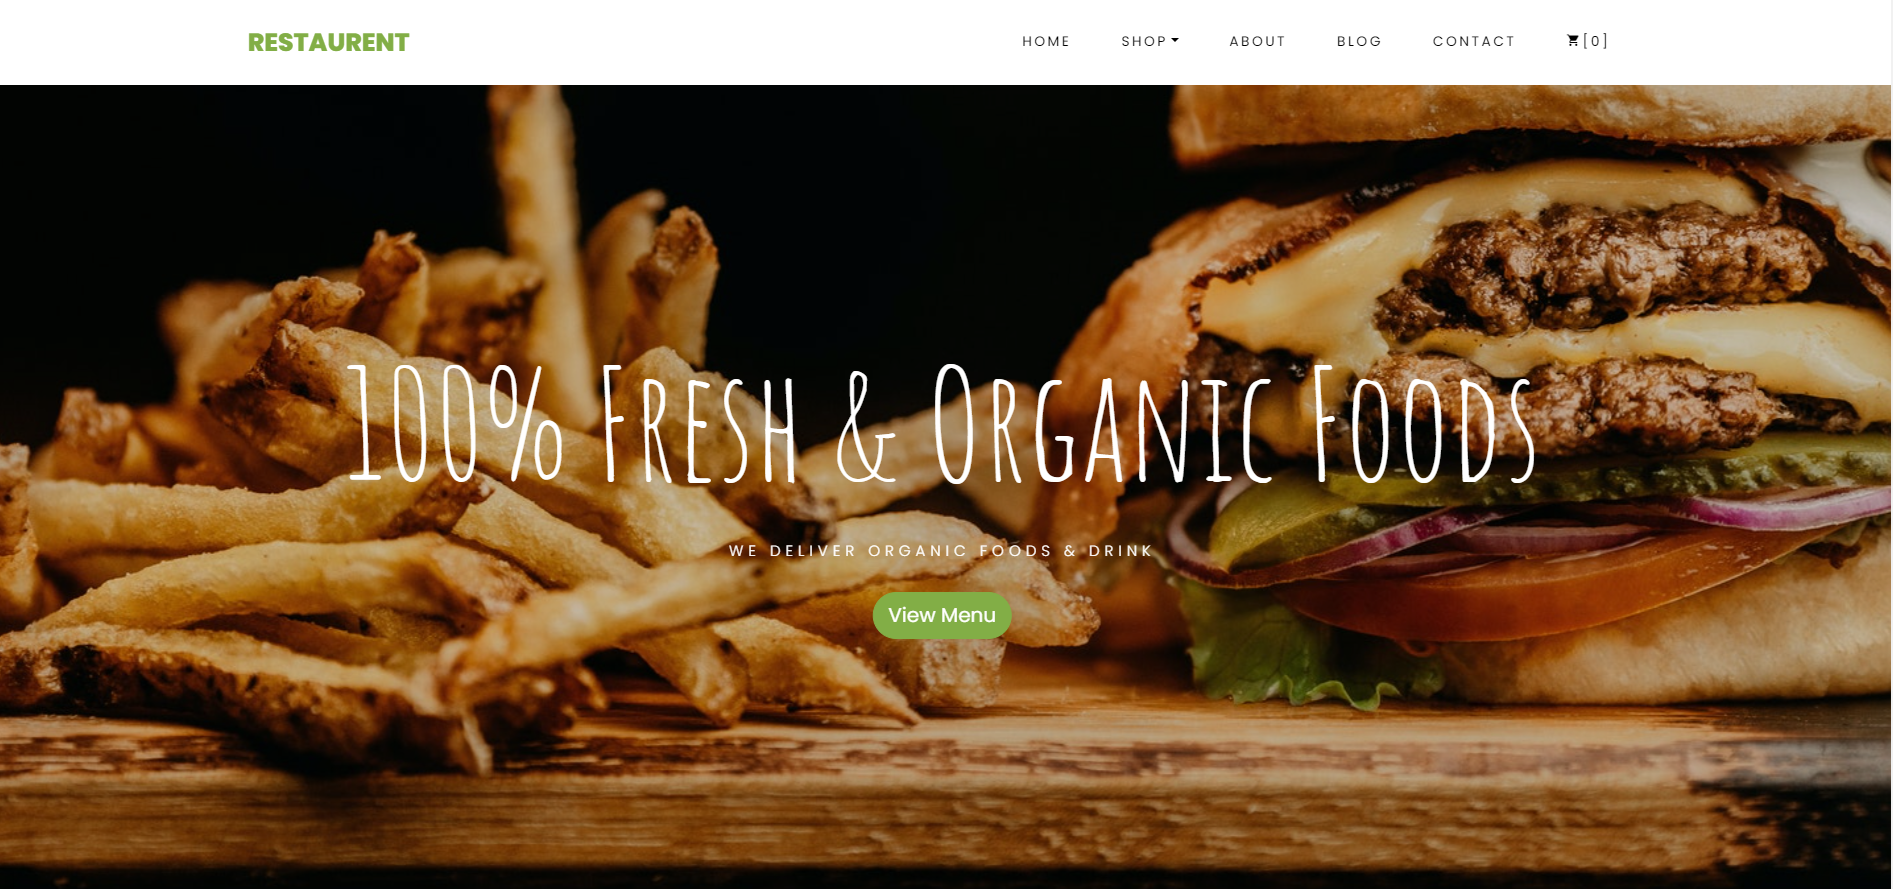 RESTAURENT
HOME SHOP ABOUT BLOG CONTACT [0]
100% Fresh & Organic Foods
WE DELIVER ORGANIC FOODS & DRINK
View Menu